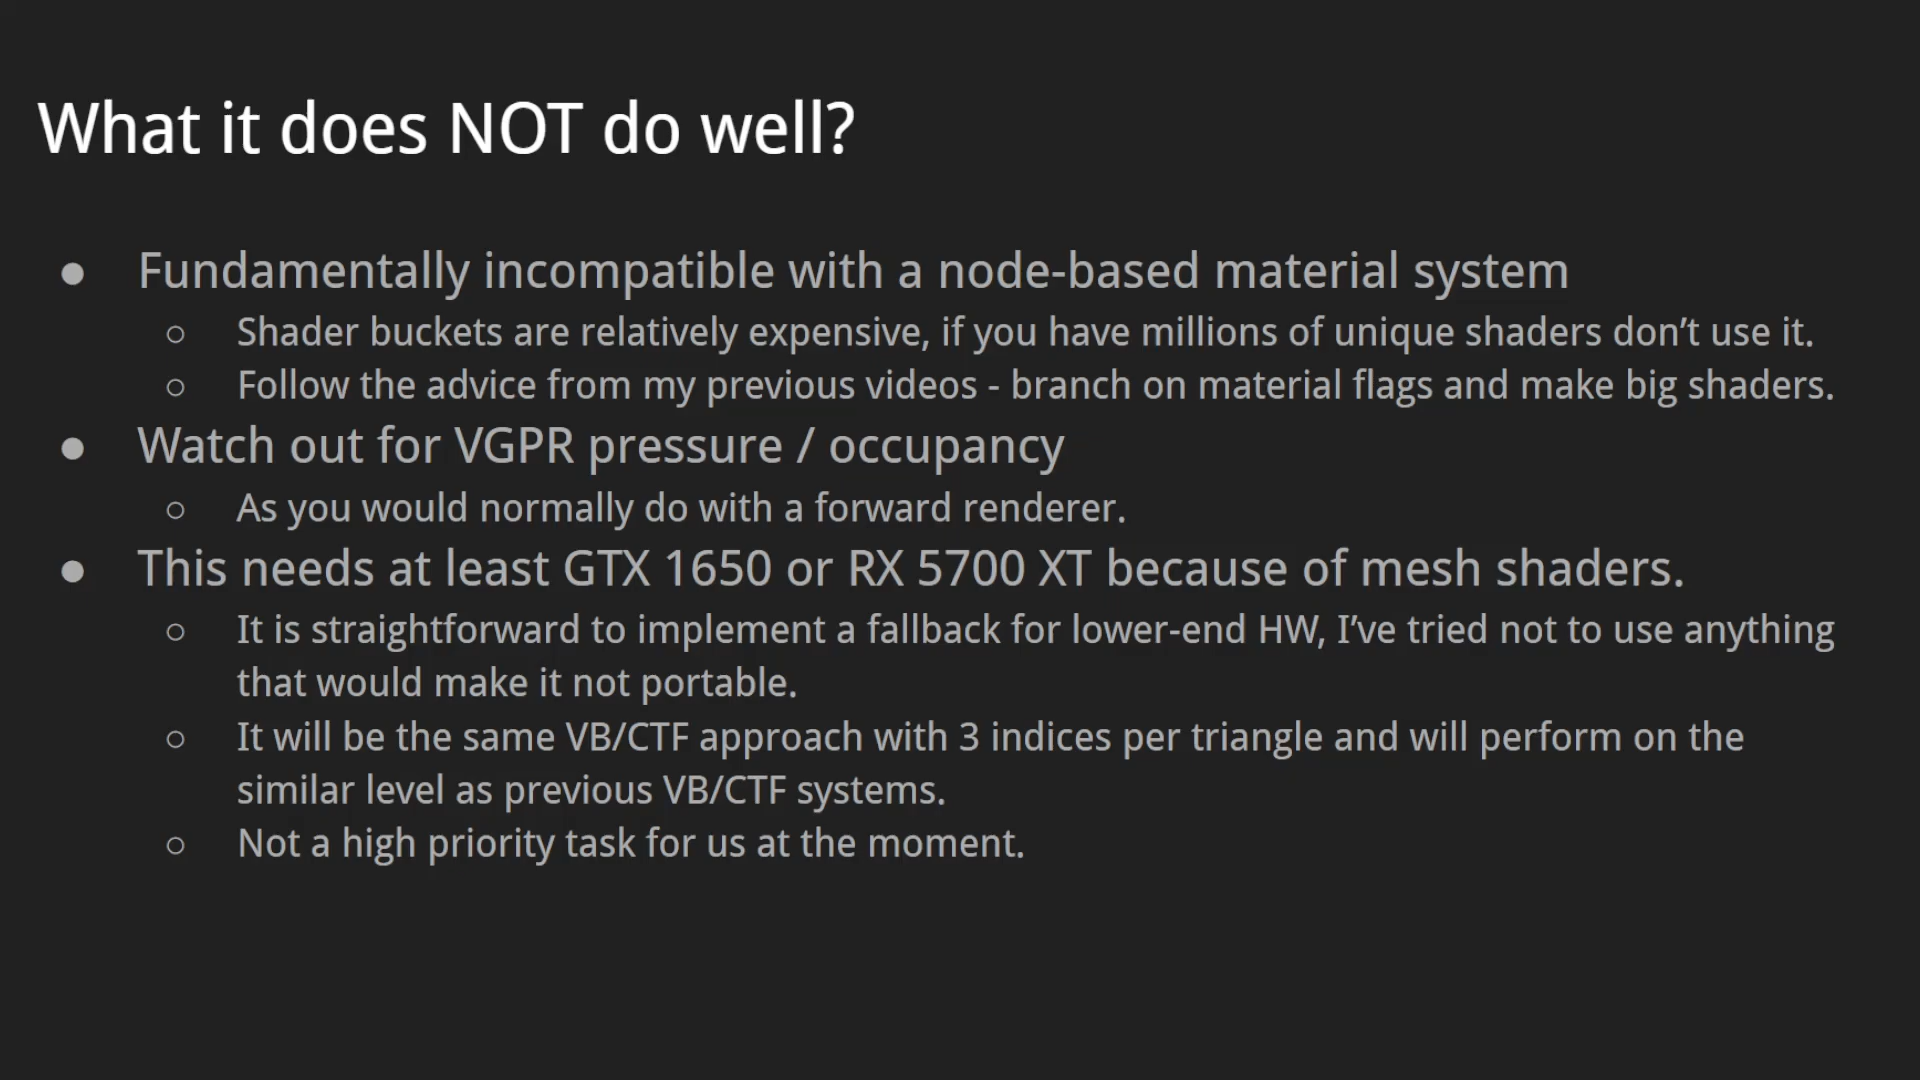 What it does NOT do well?
● Fundamentally incompatible with a node-based material system
○ Shader buckets are relatively expensive, if you have millions of unique shaders don’t use it.
○ Follow the advice from my previous videos - branch on material flags and make big shaders.
● Watch out for VGPR pressure / occupancy
○ As you would normally do with a forward renderer.
● This needs at least GTX 1650 or RX 5700 XT because of mesh shaders.
○ It is straightforward to implement a fallback for lower-end HW, I’ve tried not to use anything
that would make it not portable.
○ It will be the same VB/CTF approach with 3 indices per triangle and will perform on the
similar level as previous VB/CTF systems.
○ Not a high priority task for us at the moment.